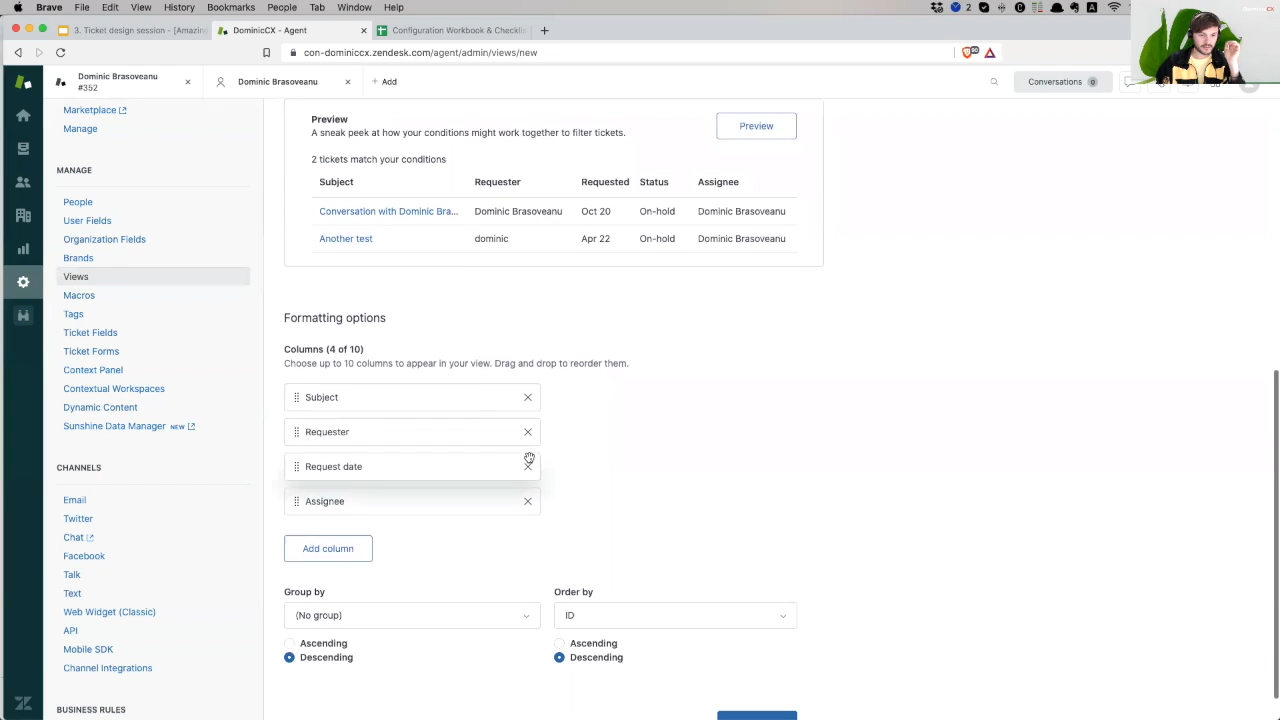 Brave File Edit View History Bookmarks People Tab Window Help
3. Ticket design session - [Amazing
DominicCX - Agent
Configuration Workbook & Checklist
con-dominiccx.zendesk.com/agent/admin/views/new
Dominic Brasoveanu
#352
Dominic Brasoveanu
+ Add
Conversations 0
Marketplace
Manage
MANAGE
People
User Fields
Organization Fields
Brands
Views
Macros
Tags
Ticket Fields
Ticket Forms
Context Panel
Contextual Workspaces
Dynamic Content
Sunshine Data Manager NEW
CHANNELS
Email
Twitter
Chat
Facebook
Talk
Text
Web Widget (Classic)
API
Mobile SDK
Channel Integrations
BUSINESS RULES
Preview
A sneak peek at how your conditions might work together to filter tickets.
Preview
2 tickets match your conditions
Subject Requester Requested Status Assignee
Conversation with Dominic Bra... Dominic Brasoveanu Oct 20 On-hold Dominic Brasoveanu
Another test dominic Apr 22 On-hold Dominic Brasoveanu
Formatting options
Columns (4 of 10)
Choose up to 10 columns to appear in your view. Drag and drop to reorder them.
Subject
Requester
Request date
Assignee
Add column
Group by
(No group)
Ascending
Descending
Order by
ID
Ascending
Descending